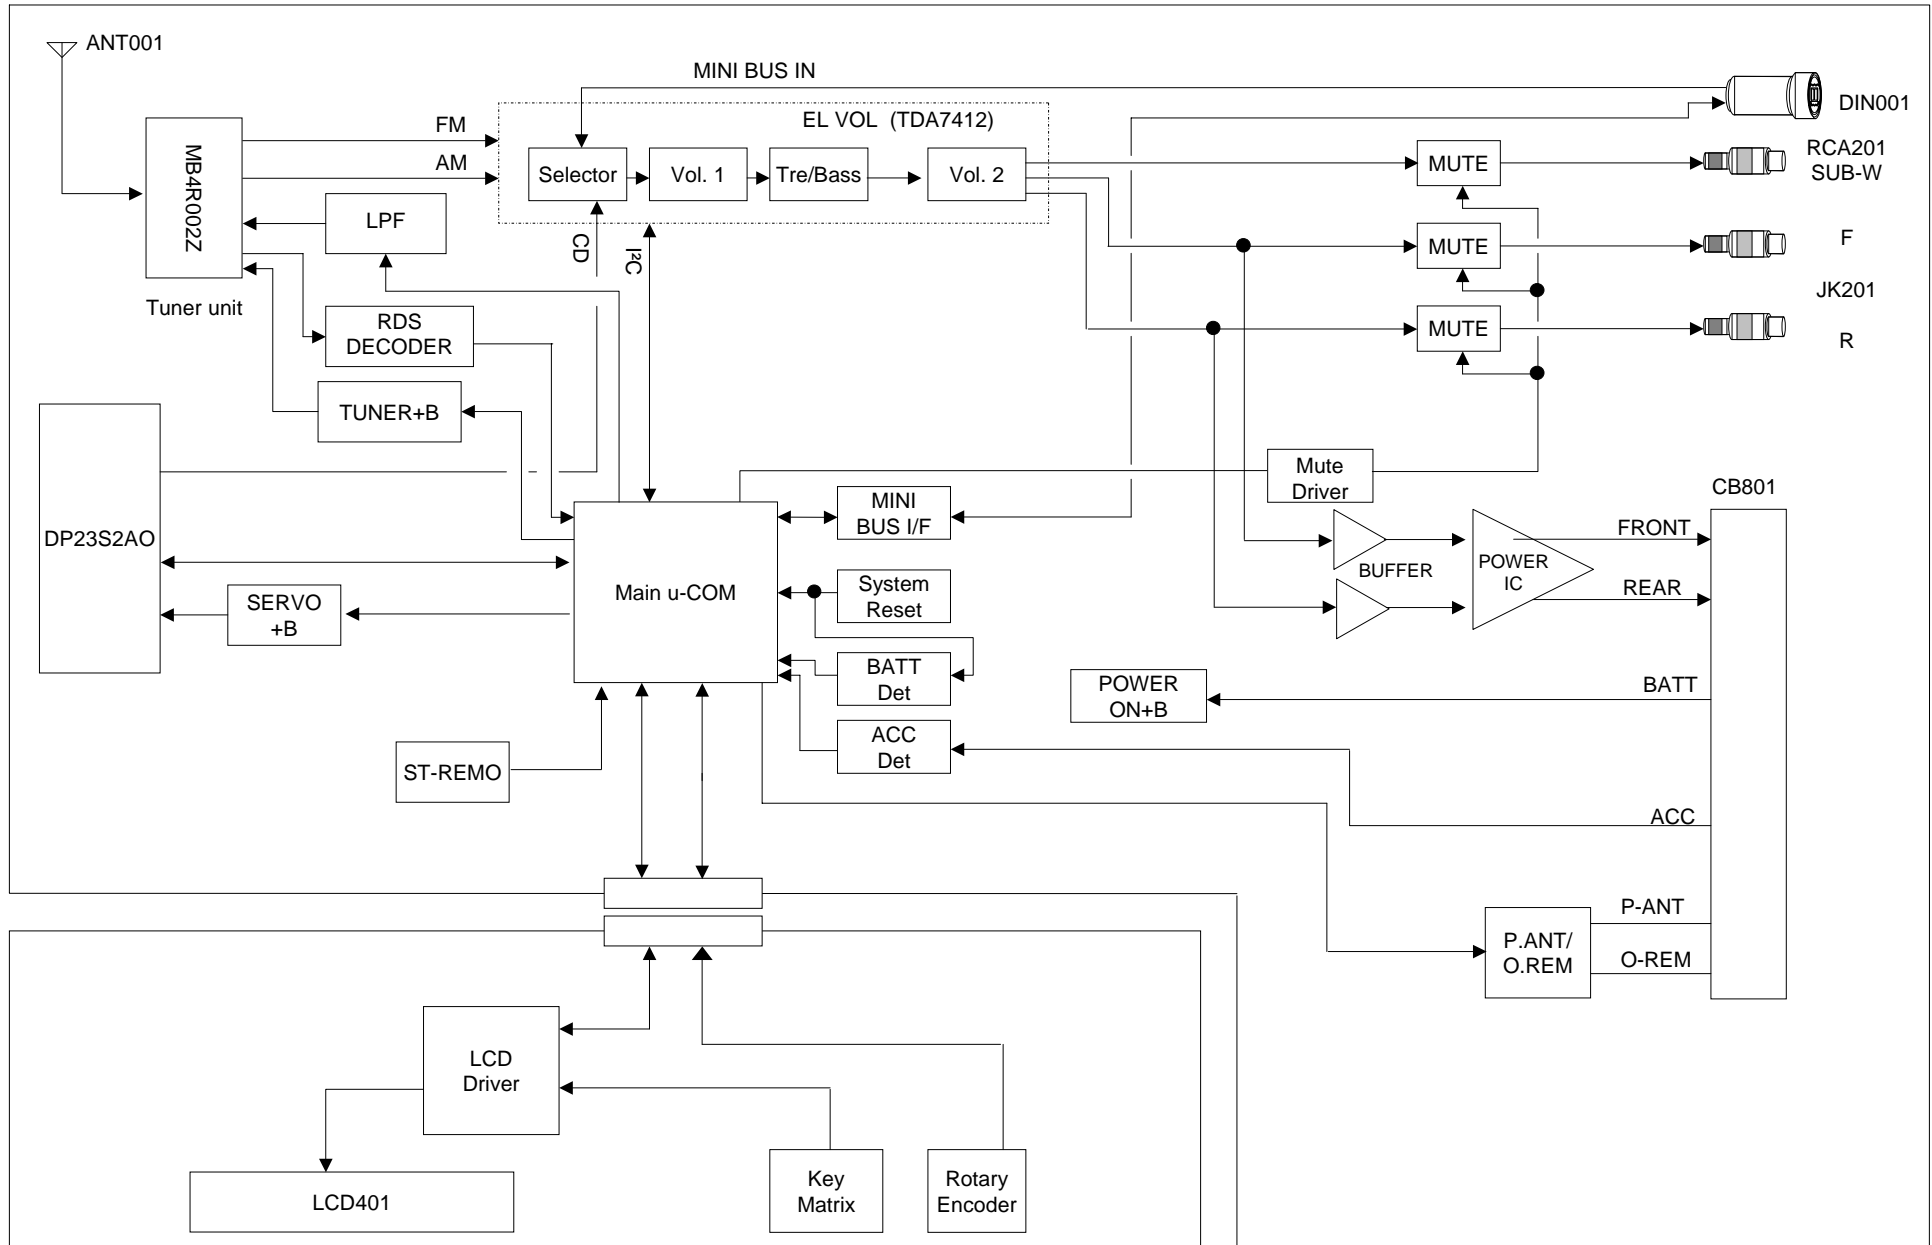 ANT001
MINI BUS IN
DIN001
EL VOL (TDA7412)
FM
AM
MB4R002Z
Tuner unit
Selector
Vol. 1
Tre/Bass
Vol. 2
MUTE
RCA201
SUB-W
LPF
CD
I²C
MUTE
F
JK201
MUTE
R
RDS
DECODER
TUNER+B
DP23S2AO
SERVO
+B
Main u-COM
MINI
BUS I/F
Mute
Driver
System
Reset
BATT
Det
ACC
Det
ST-REMO
BUFFER
POWER
IC
CB801
FRONT
REAR
POWER
ON+B
BATT
ACC
P.ANT/
O.REM
P-ANT
O-REM
LCD
Driver
LCD401
Key
Matrix
Rotary
Encoder